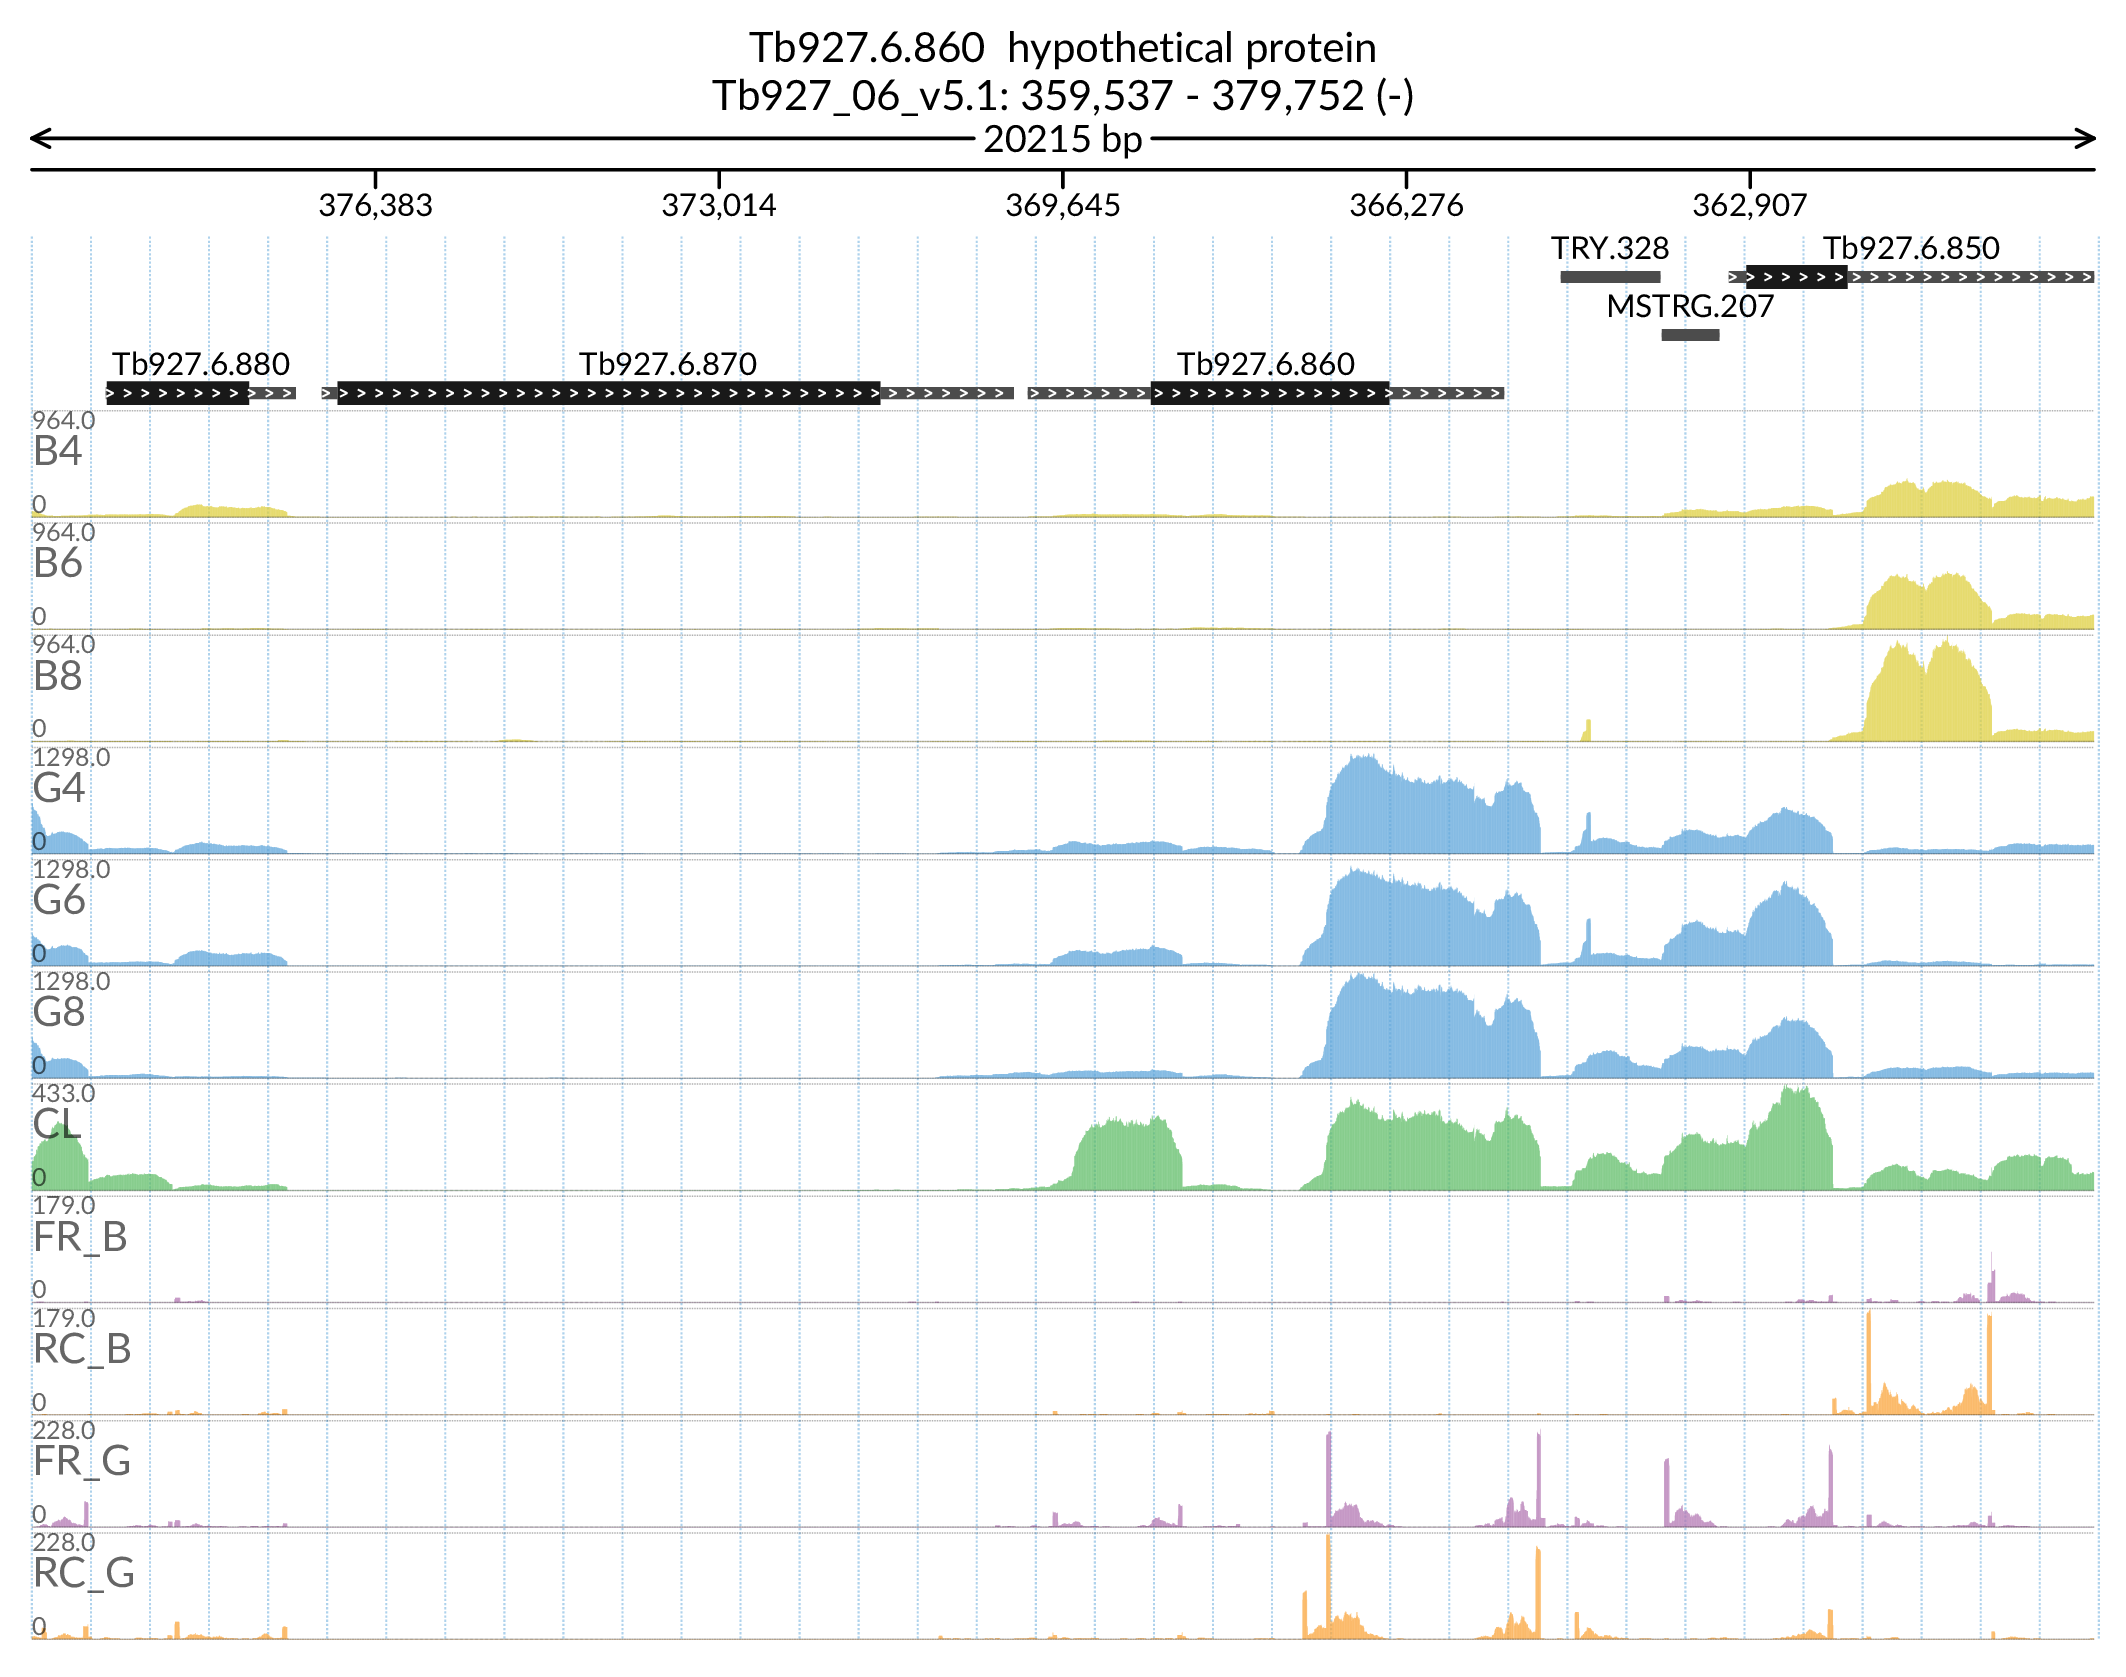 Tb927.6.860  hypothetical protein
Tb927_06_v5.1: 359,537 - 379,752 (-)
20215 bp
376,383 373,014 369,645 366,276 362,907
TRY.328 Tb927.6.850
MSTRG.207
Tb927.6.880 Tb927.6.870 Tb927.6.860
964.0
B4
0
964.0
B6
0
964.0
B8
0
1298.0
G4
0
1298.0
G6
0
1298.0
G8
0
433.0
CL
0
179.0
FR_B
0
179.0
RC_B
0
228.0
FR_G
0
228.0
RC_G
0